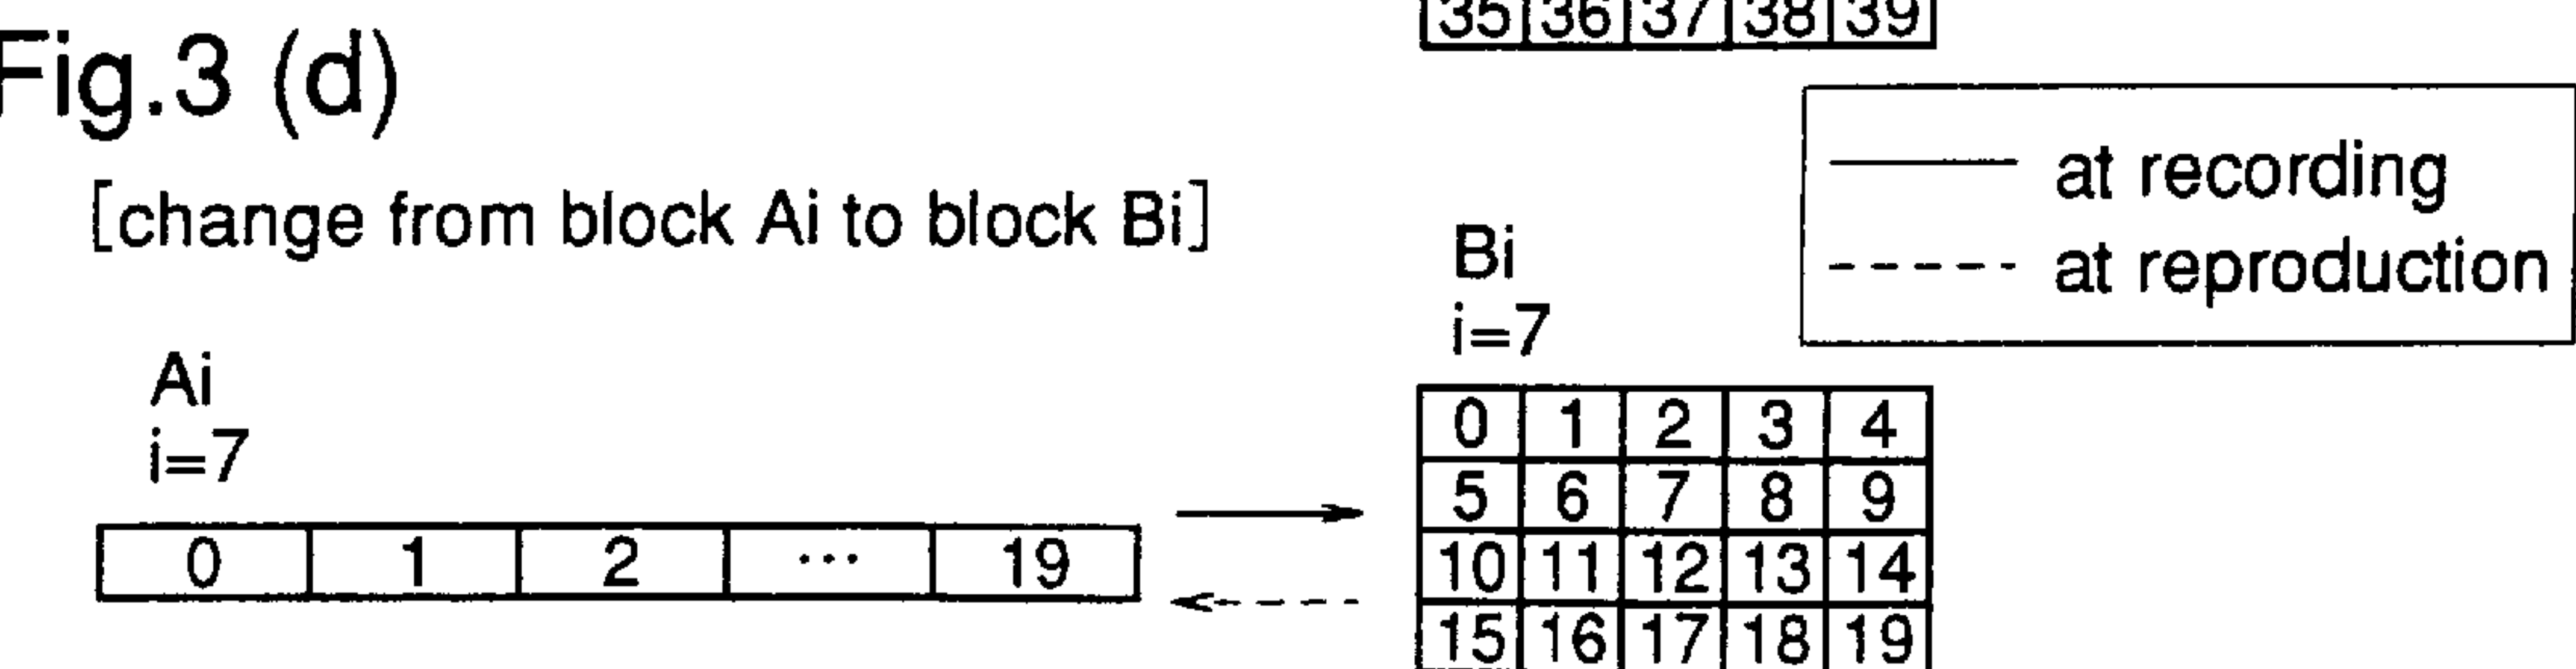 35 36 37 38 39
Fig.3 (d)
at recording
[change from block Ai to block Bi]
at reproduction
Bi
i=7
Ai
i=7
0 1 2 3 4
5 6 7 8 9
0 1 2 ... 19
10 11 12 13 14
15 16 17 18 19